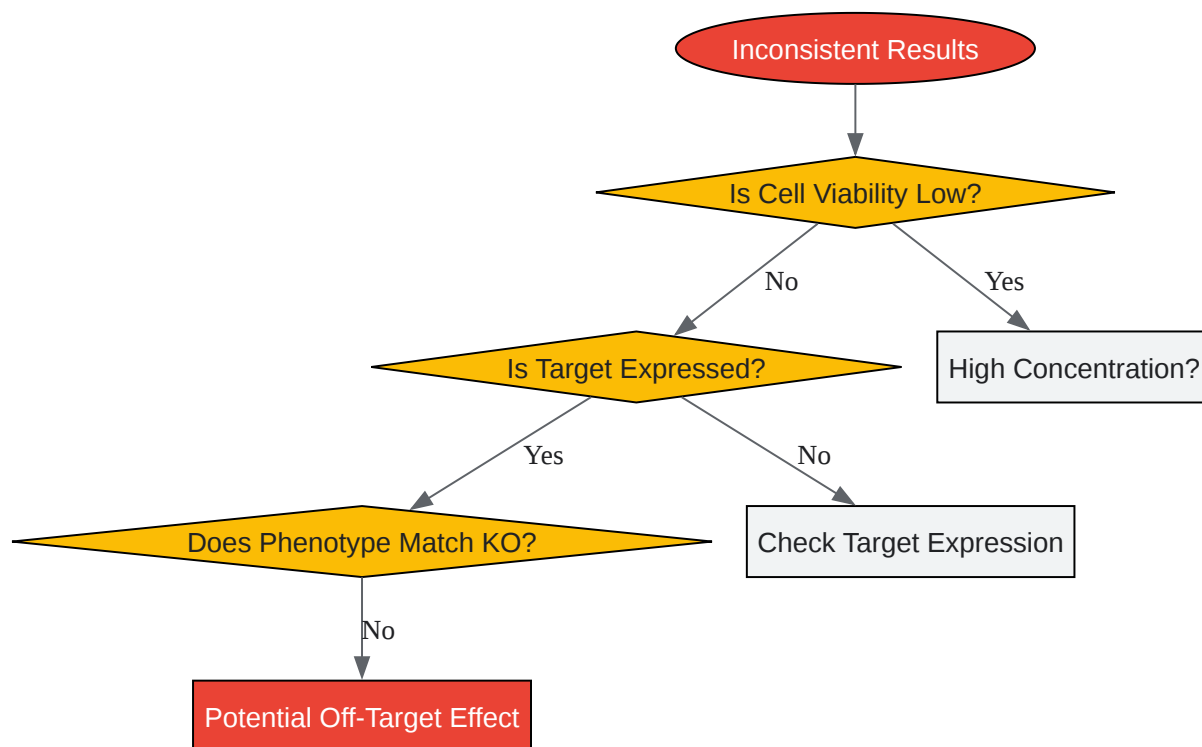 Inconsistent Results
Is Cell Viability Low?
No
Yes
Is Target Expressed?
High Concentration?
Yes
No
Does Phenotype Match KO?
Check Target Expression
No
Potential Off-Target Effect